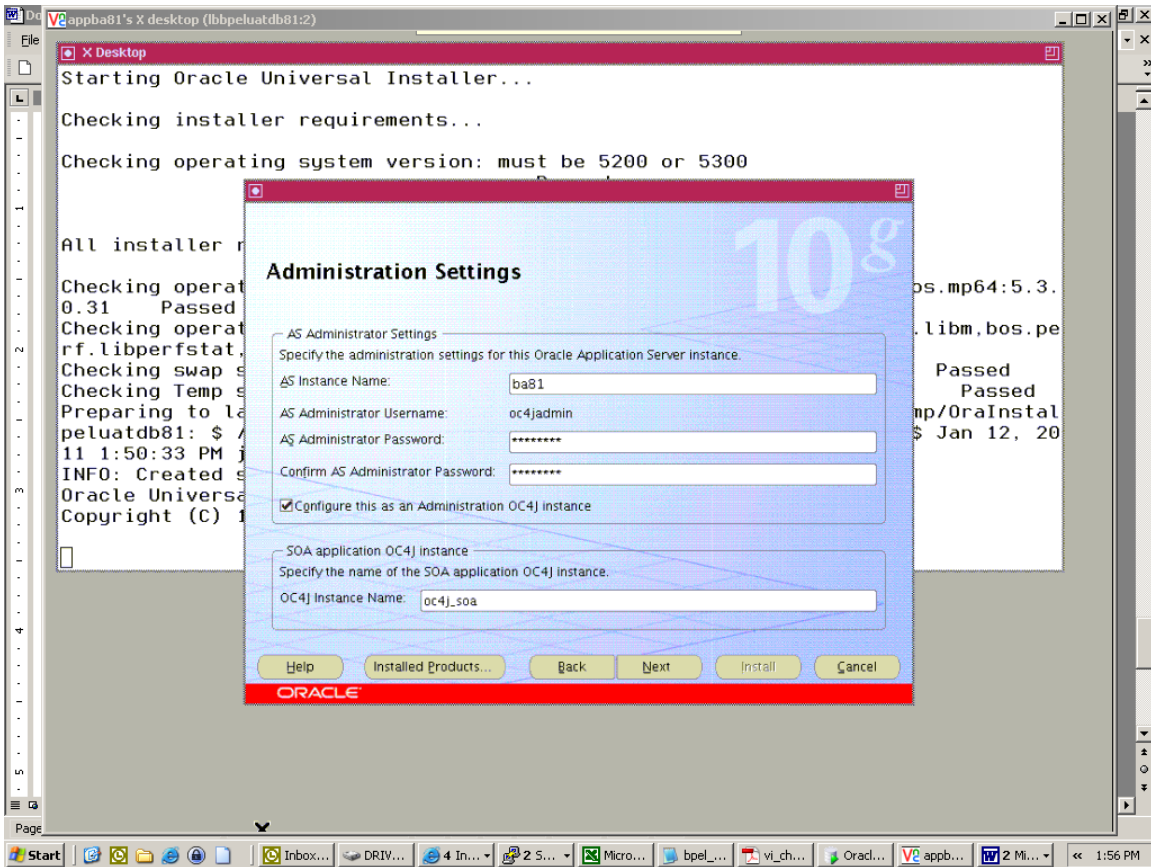 Do
appba81's X desktop (lbbpeluatdb81:2)
File
X Desktop
Starting Oracle Universal Installer...
Checking installer requirements...
Checking operating system version: must be 5200 or 5300
All installer r
Checking operat
os.mp64:5.3.
0.31 Passed
Checking operat
.libm,bos.pe
rf.libperfstat,
Checking swap s
Passed
Checking Temp s
Passed
Preparing to la
mp/OraInstal
peluatdb81: $ /
$ Jan 12, 20
11 1:50:33 PM j
INFO: Created s
Oracle Universa
Copyright (C) 1
10g
Administration Settings
AS Administrator Settings
Specify the administration settings for this Oracle Application Server instance.
AS Instance Name: ba81
AS Administrator Username: oc4jadmin
AS Administrator Password: ********
Confirm AS Administrator Password: ********
Configure this as an Administration OC4J instance
SOA application OC4J instance
Specify the name of the SOA application OC4J instance.
OC4J Instance Name: oc4j_soa
Help Installed Products... Back Next Install Cancel
ORACLE
Page
Start Inbox... DRIV... 4 In... 2 S... Micro... bpel_... vi_ch... Oracl... appb... 2 Mi... « 1:56 PM